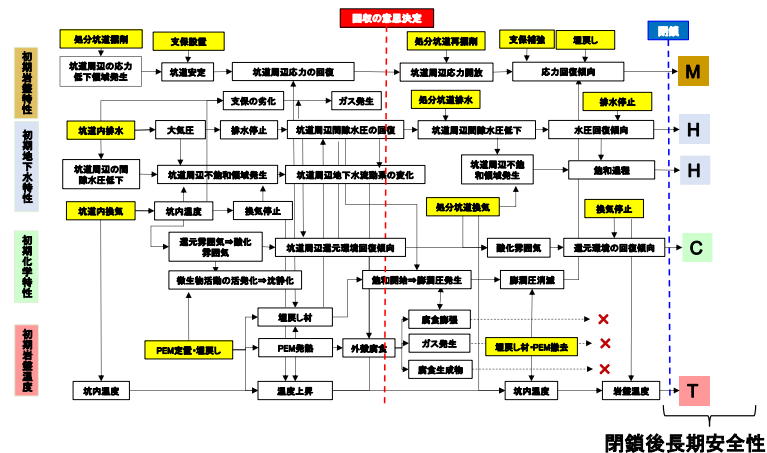 回収の意思決定
閉鎖
初期岩盤特性
処分坑道掘削
支保設置
処分坑道再掘削
支保補強
埋戻し
坑道周辺の応力
低下領域発生
坑道安定
坑道周辺応力の回復
坑道周辺応力開放
応力回復傾向
M
支保の劣化
ガス発生
処分坑道排水
排水停止
初期地下水特性
坑道内排水
大気圧
排水停止
坑道周辺間隙水圧の回復
坑道周辺間隙水圧低下
水圧回復傾向
H
坑道周辺の間
隙水圧低下
坑道周辺不飽和領域発生
坑道周辺地下水流動系の変化
坑道周辺不飽
和領域発生
飽和過程
H
坑道内換気
坑内温度
換気停止
処分坑道換気
換気停止
初期化学特性
還元雰囲気⇒酸化
雰囲気
坑道周辺還元環境回復傾向
酸化雰囲気
還元環境の回復傾向
C
微生物活動の活発化⇒沈静化
飽和開始⇒膨潤圧発生
膨潤圧消滅
初期岩盤温度
埋戻し材
腐食膨張
PEM定置・埋戻し
PEM発熱
外殻腐食
ガス発生
埋戻し材・PEM撤去
腐食生成物
坑内温度
温度上昇
坑内温度
岩盤温度
T
閉鎖後長期安全性